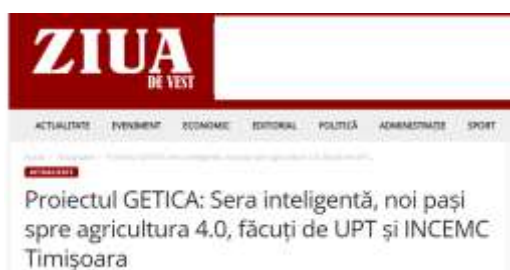 ZIUA
DE VEST
ACTUALITATE EVENIMENT ECONOMIC EDITORIAL POLITICĂ ADMINISTRAȚIE SPORT
ACTUALITATE
Proiectul GETICA: Sera inteligentă, noi pași
spre agricultura 4.0, făcuți de UPT și INCEMC
Timișoara